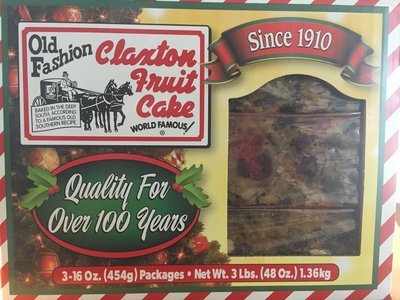 Old
Fashion
Claxton
Fruit
Cake
BAKED IN THE DEEP
SOUTH, ACCORDING
TO A FAMOUS OLD
SOUTHERN RECIPE
WORLD FAMOUS!
®
Since 1910
Quality For
Over 100 Years
3-16 Oz. (454g) Packages • Net Wt. 3 Lbs. (48 Oz.) 1.36kg